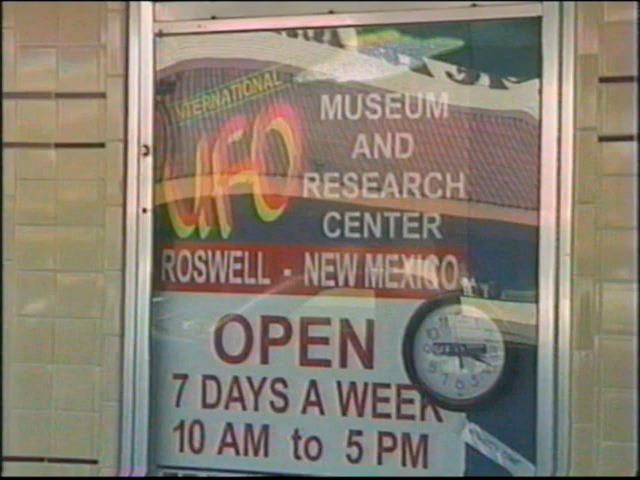 INTERNATIONAL
UFO
MUSEUM
AND
RESEARCH
CENTER
ROSWELL - NEW MEXICO
OPEN
7 DAYS A WEEK
10 AM to 5 PM